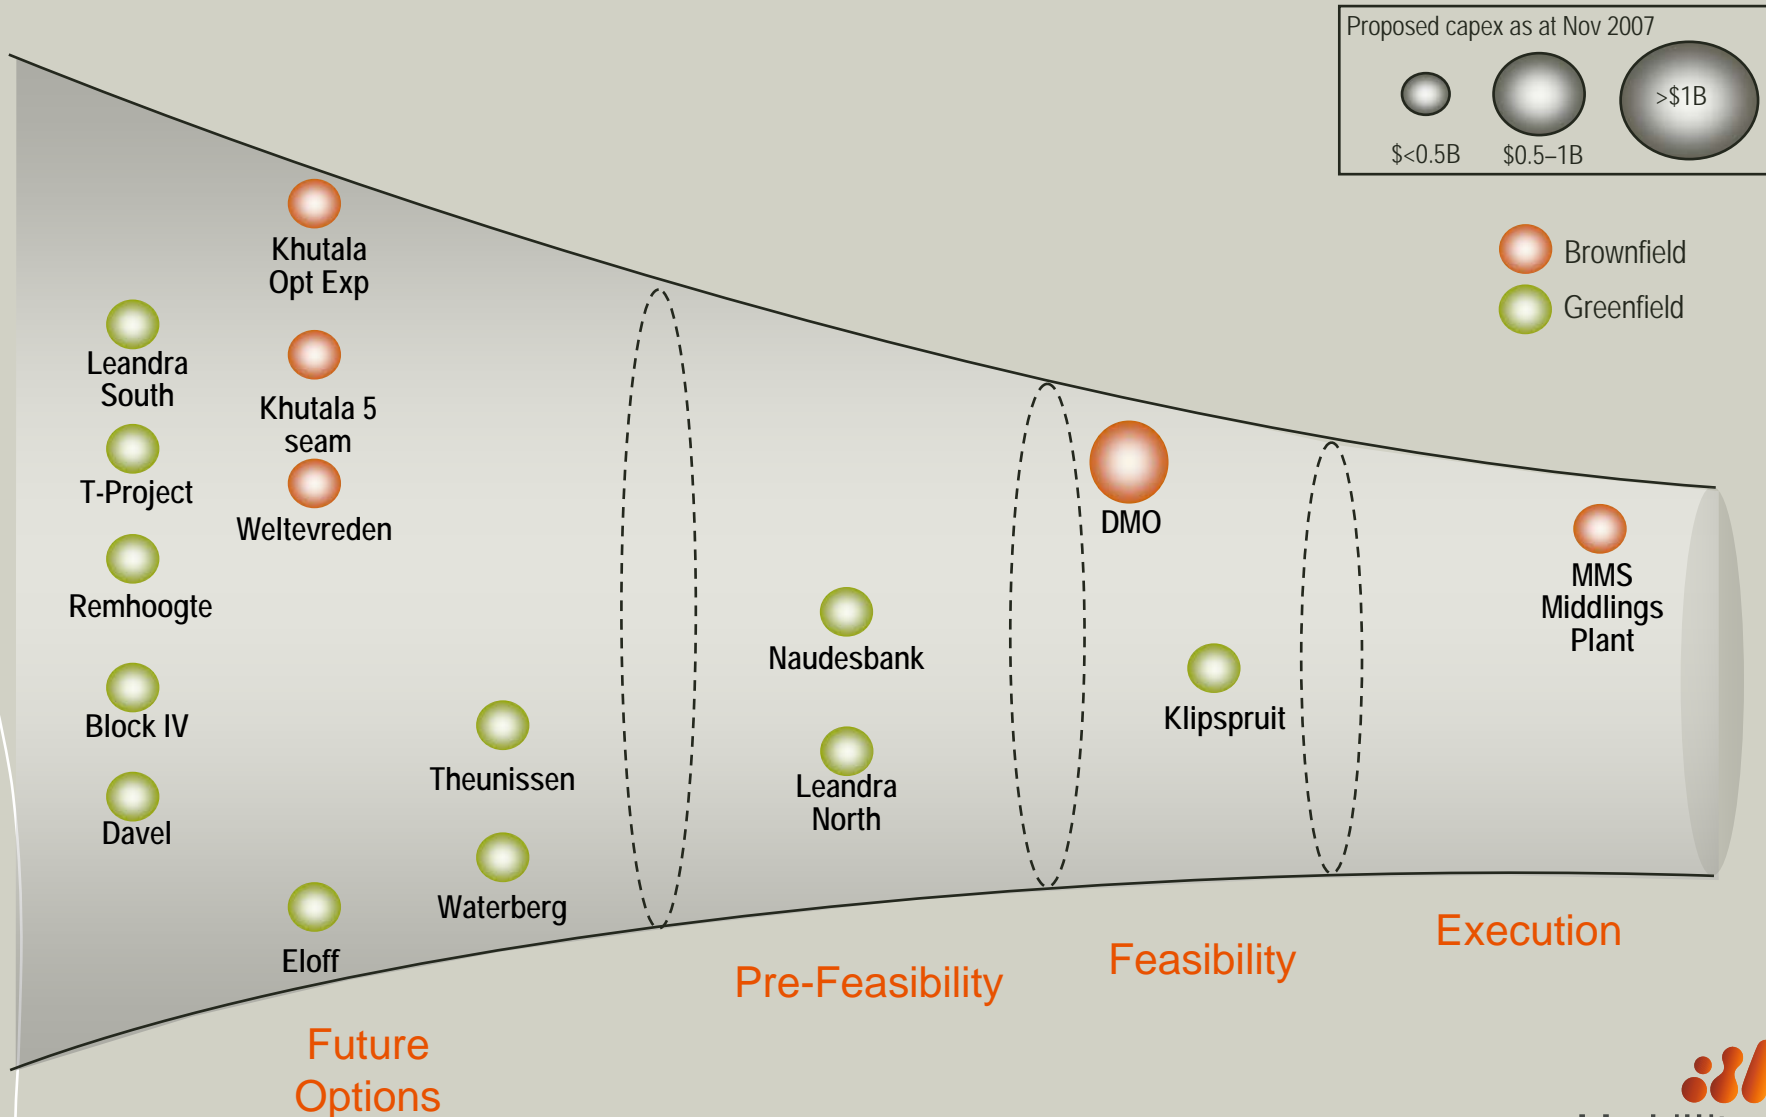 Proposed capex as at Nov 2007
>$1B
$<0.5B
$0.5–1B
Brownfield
Greenfield
Khutala
Opt Exp
Leandra
South
Khutala 5
seam
T-Project
Weltevreden
Remhoogte
Block IV
Davel
Eloff
Theunissen
Waterberg
Naudesbank
Leandra
North
DMO
Klipspruit
MMS
Middlings
Plant
Future
Options
Pre-Feasibility
Feasibility
Execution